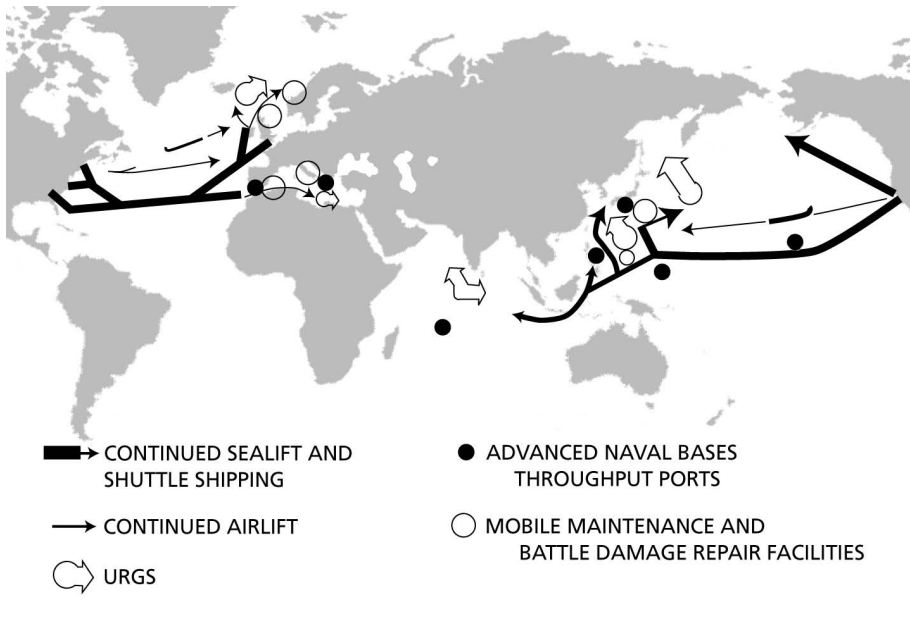 CONTINUED SEALIFT AND
SHUTTLE SHIPPING
CONTINUED AIRLIFT
URGS
ADVANCED NAVAL BASES
THROUGHPUT PORTS
MOBILE MAINTENANCE AND
BATTLE DAMAGE REPAIR FACILITIES